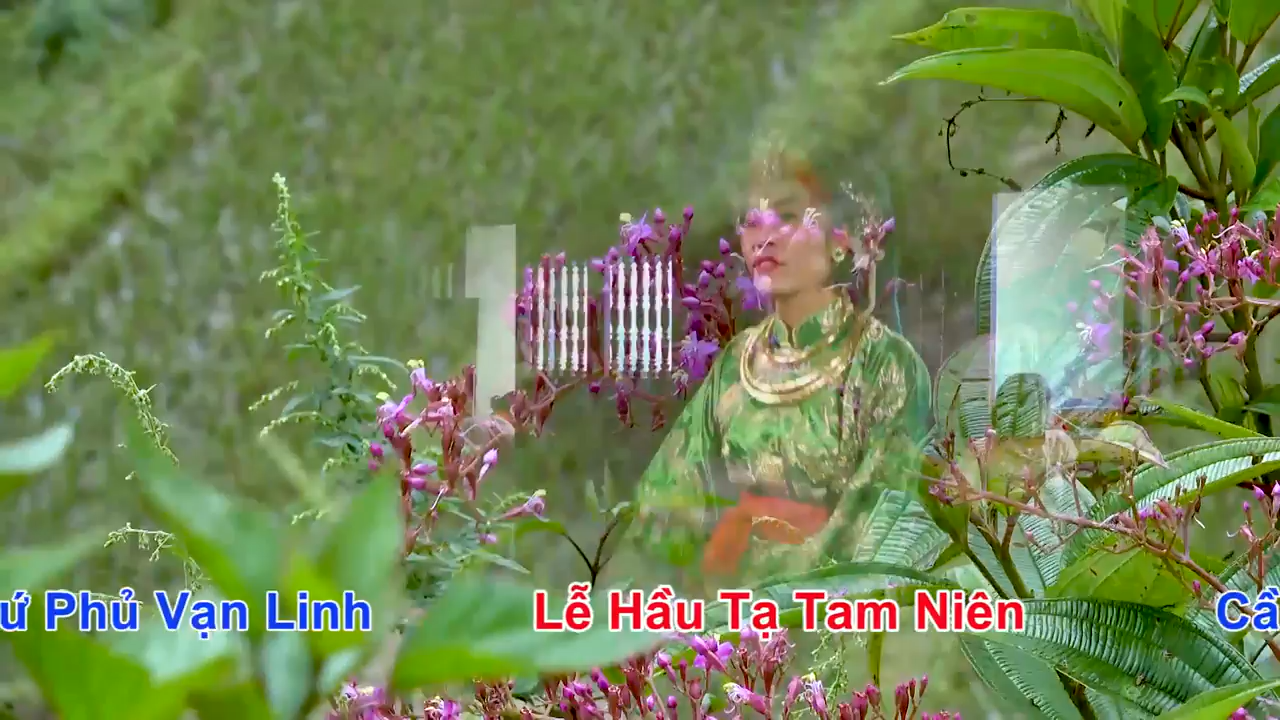 ứ Phủ Vạn Linh Lễ Hầu Tạ Tam Niên Cầ